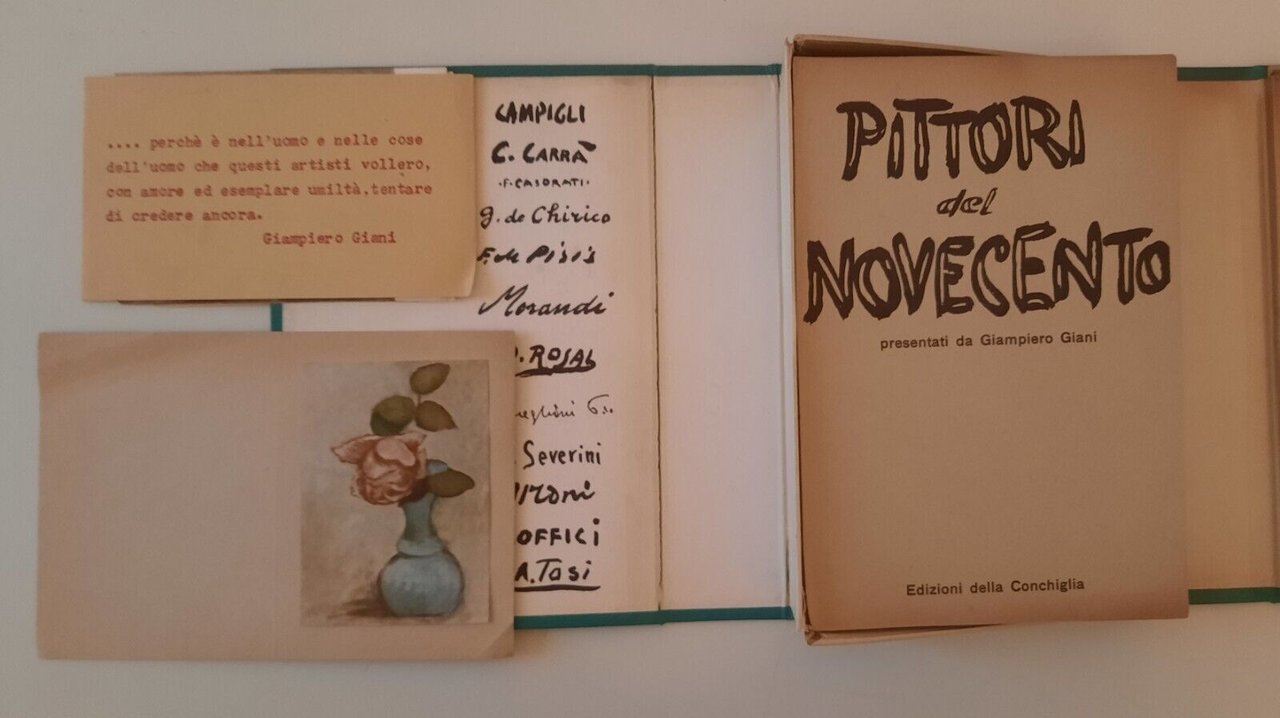 .... perchè è nell'uomo e nelle cose
dell'uomo che questi artisti vollero,
con amore ed esemplare umiltà, tentare
di credere ancora.
Giampiero Giani
CAMPIGLI
C. CARRÀ
·F. CASORATI·
g. de Chirico
F. de Pisis
Morandi
. ROSAI
Severini
OFFICI
A. Tosi
PITTORI
del
NOVECENTO
presentati da Giampiero Giani
Edizioni della Conchiglia